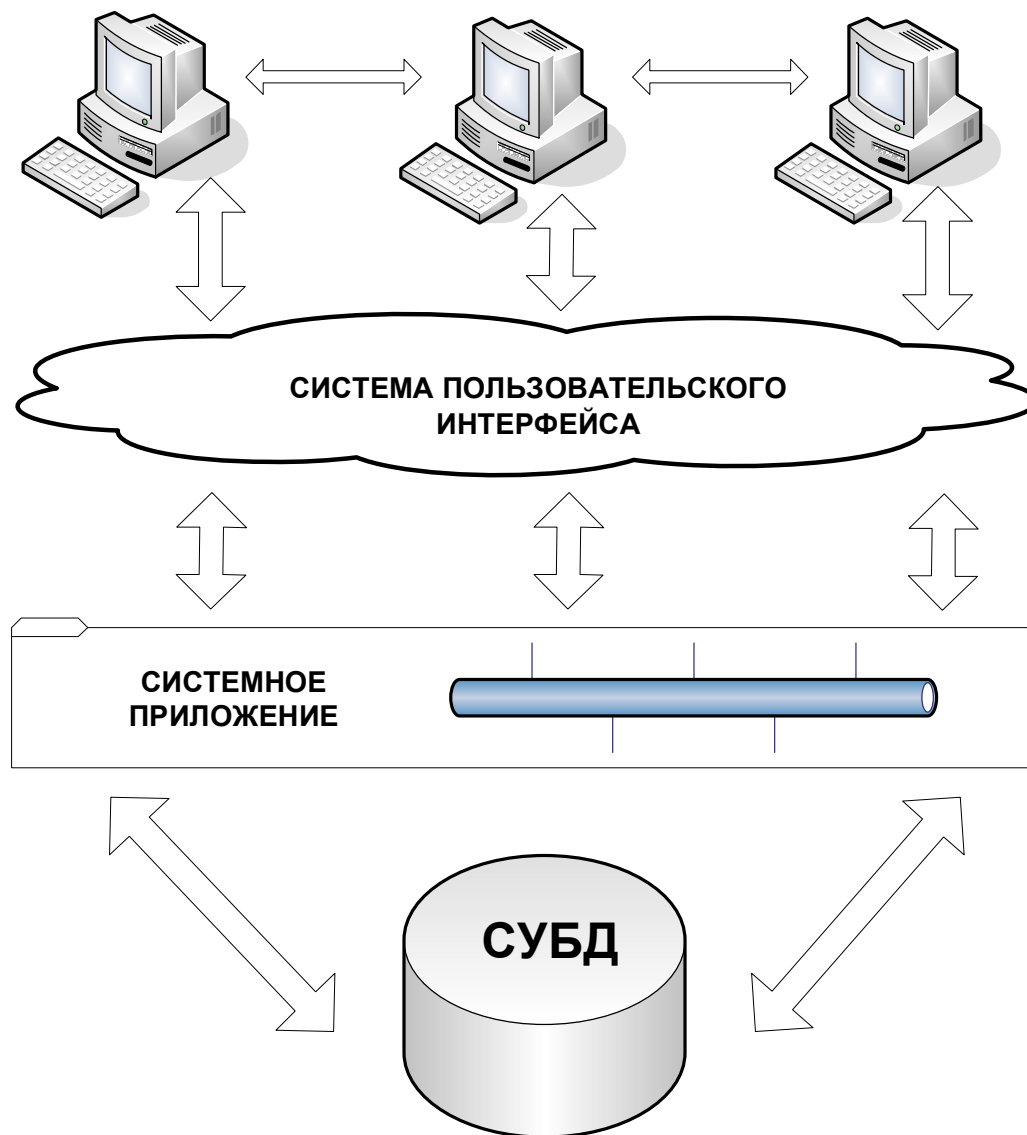 СИСТЕМА ПОЛЬЗОВАТЕЛЬСКОГО
ИНТЕРФЕЙСА
СИСТЕМНОЕ
ПРИЛОЖЕНИЕ
СУБД